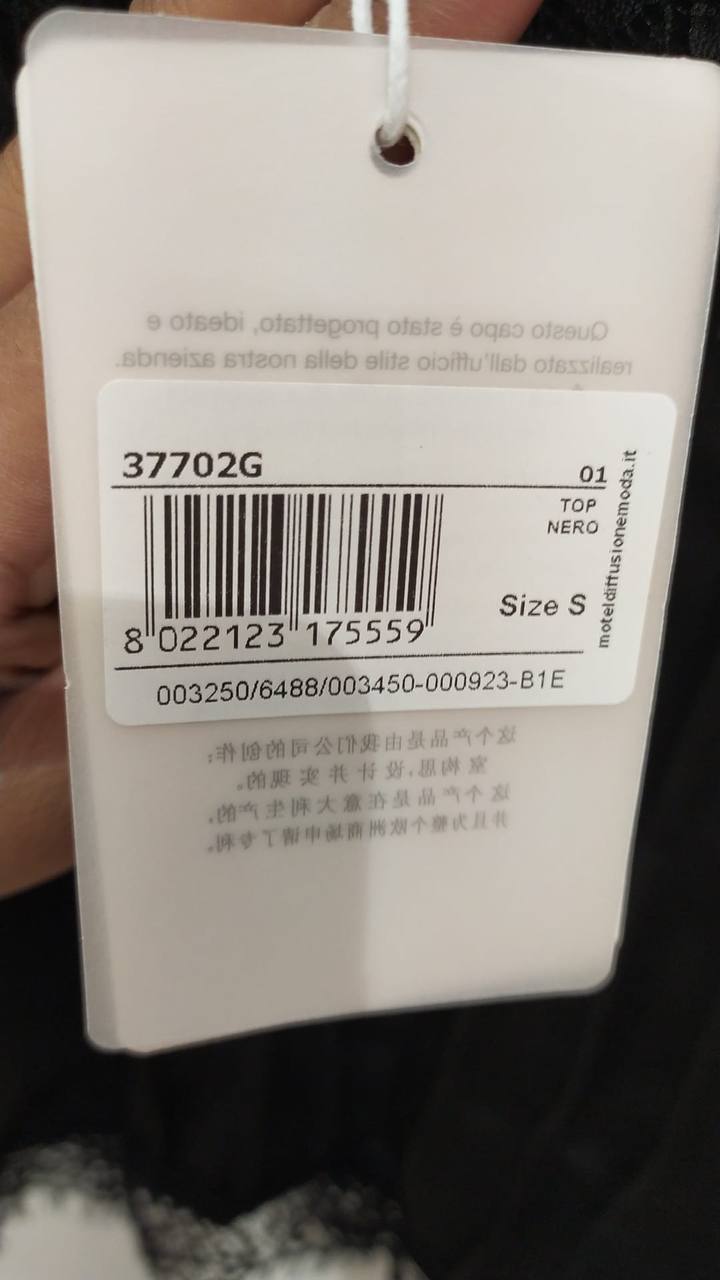 Questo capo è stato progettato, ideato e
realizzato dall'ufficio stile della nostra azienda.
37702G
01
TOP
NERO
Size S
moteldiffusionemoda.it
8 022123 175559
003250/6488/003450-000923-B1E
这个产品是由我们公司的创作;
室构思,设计并实现的。
这个产品是在意大利生产的。
并且为整个欧洲商场申请了专利。